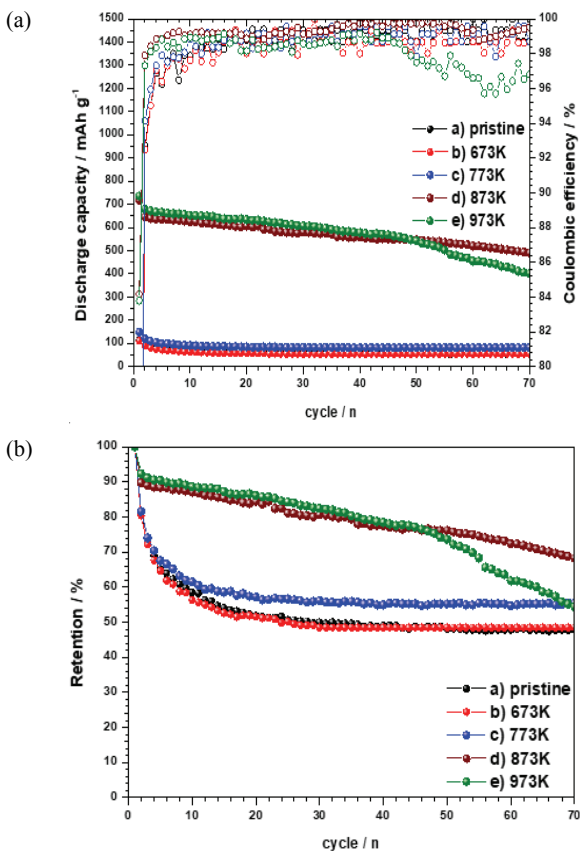 (a)
1500
1400
1300
1200
1100
1000
900
800
700
600
500
400
300
200
100
0
Discharge capacity / mAh g⁻¹
100
98
96
94
92
90
88
86
84
82
80
Coulombic efficiency / %
a) pristine
b) 673K
c) 773K
d) 873K
e) 973K
0 10 20 30 40 50 60 70
cycle / n
(b)
100
90
80
70
60
50
40
30
20
10
0
Retention / %
a) pristine
b) 673K
c) 773K
d) 873K
e) 973K
0 10 20 30 40 50 60 70
cycle / n